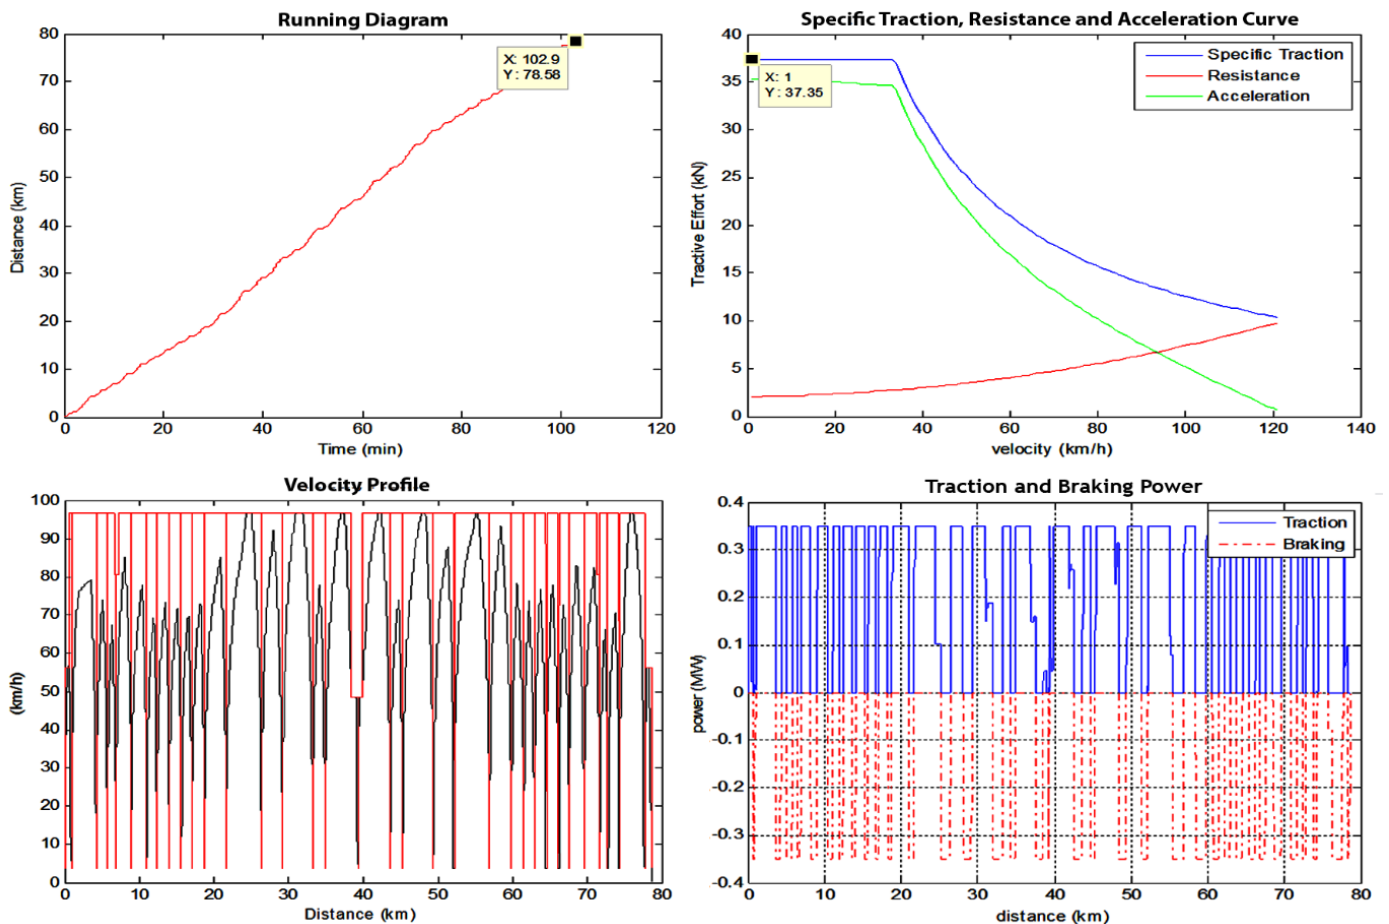 Running Diagram
80
70
60
50
40
30
20
10
0
X: 102.9
Y: 78.58
0 20 40 60 80 100 120
Distance (km)
Time (min)
Specific Traction, Resistance and Acceleration Curve
40
35
30
25
20
15
10
5
0
X: 1
Y: 37.35
Specific Traction
Resistance
Acceleration
0 20 40 60 80 100 120 140
Tractive Effort (kN)
velocity (km/h)
Velocity Profile
100
90
80
70
60
50
40
30
20
10
0
0 10 20 30 40 50 60 70 80
(km/h)
Distance (km)
Traction and Braking Power
0.4
0.3
0.2
0.1
0
-0.1
-0.2
-0.3
-0.4
Traction
Braking
0 10 20 30 40 50 60 70 80
power (MW)
distance (km)